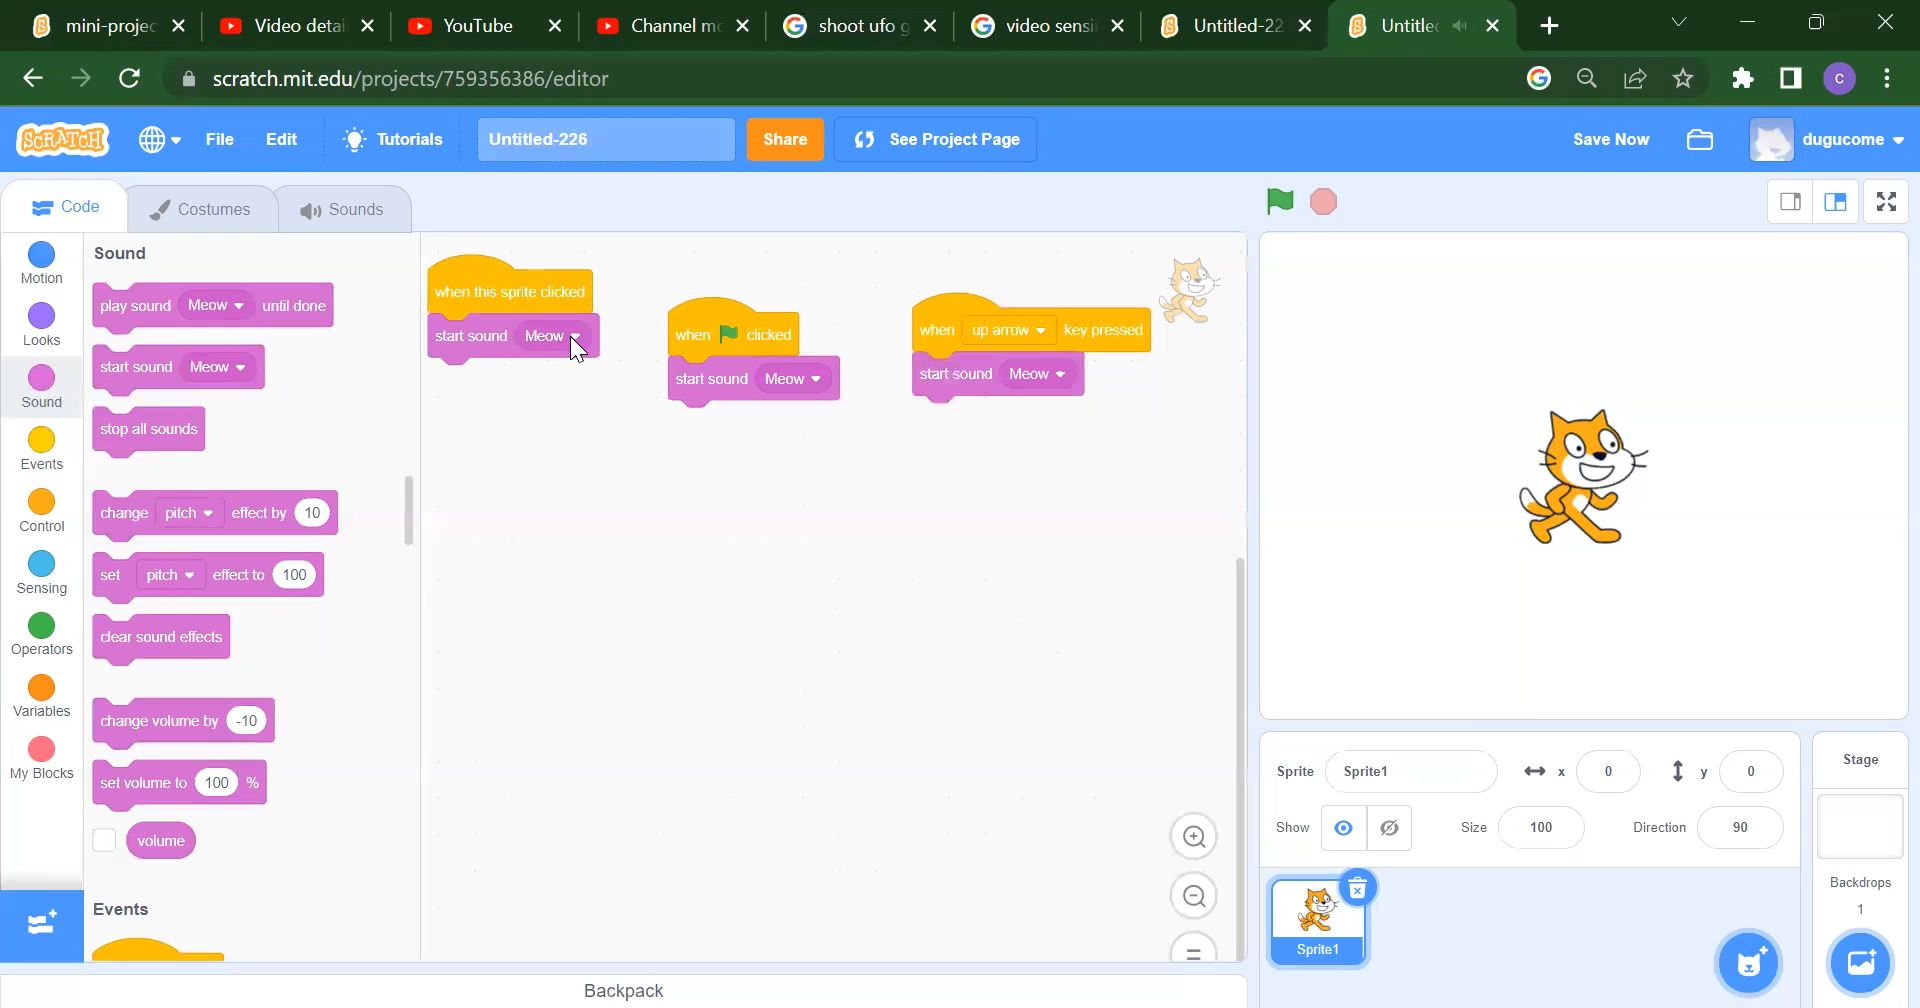 mini-projec
Video detai
YouTube
Channel mc
shoot ufo g
video sensi
Untitled-22
Untitlec
scratch.mit.edu/projects/759356386/editor
C
SCRATCH
File
Edit
Tutorials
Untitled-226
Share
See Project Page
Save Now
dugucome
Code
Costumes
Sounds
Motion
Looks
Sound
Events
Control
Sensing
Operators
Variables
My Blocks
Sound
play sound Meow until done
start sound Meow
stop all sounds
change pitch effect by 10
set pitch effect to 100
clear sound effects
change volume by -10
set volume to 100 %
volume
Events
when this sprite clicked
start sound Meow
when clicked
start sound Meow
when up arrow key pressed
start sound Meow
Sprite Sprite1 x 0 y 0
Show Size 100 Direction 90
Sprite1
Stage
Backdrops
1
Backpack